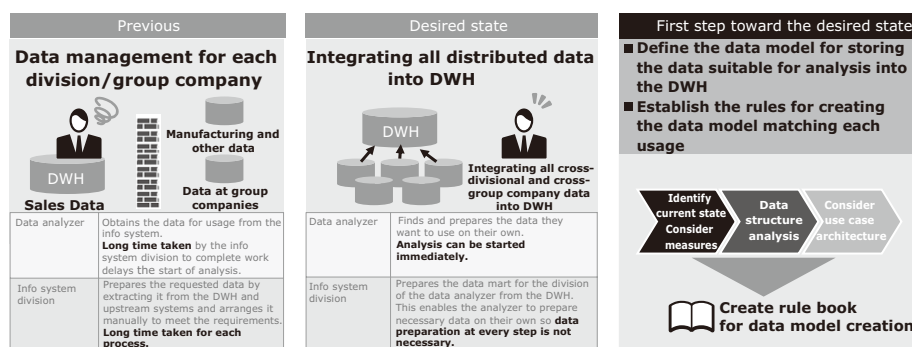 Previous
Data management for each
division/group company
DWH
Sales Data
Manufacturing and
other data
Data at group
companies
Data analyzer
Obtains the data for usage from the
info system.
Long time taken by the info
system division to complete work
delays the start of analysis.
Info system
division
Prepares the requested data by
extracting it from the DWH and
upstream systems and arranges it
manually to meet the requirements.
Long time taken for each
process.
Desired state
Integrating all distributed data
into DWH
DWH
Integrating all cross-
divisional and cross-
group company data
into DWH
Data analyzer
Finds and prepares the data they
want to use on their own.
Analysis can be started
immediately.
Info system
division
Prepares the data mart for the division
of the data analyzer from the DWH.
This enables the analyzer to prepare
necessary data on their own so data
preparation at every step is not
necessary.
First step toward the desired state
■ Define the data model for storing
the data suitable for analysis into
the DWH
■ Establish the rules for creating
the data model matching each
usage
Identify
current state
Consider
measures
Data
structure
analysis
Consider
use case
architecture
Create rule book
for data model creation